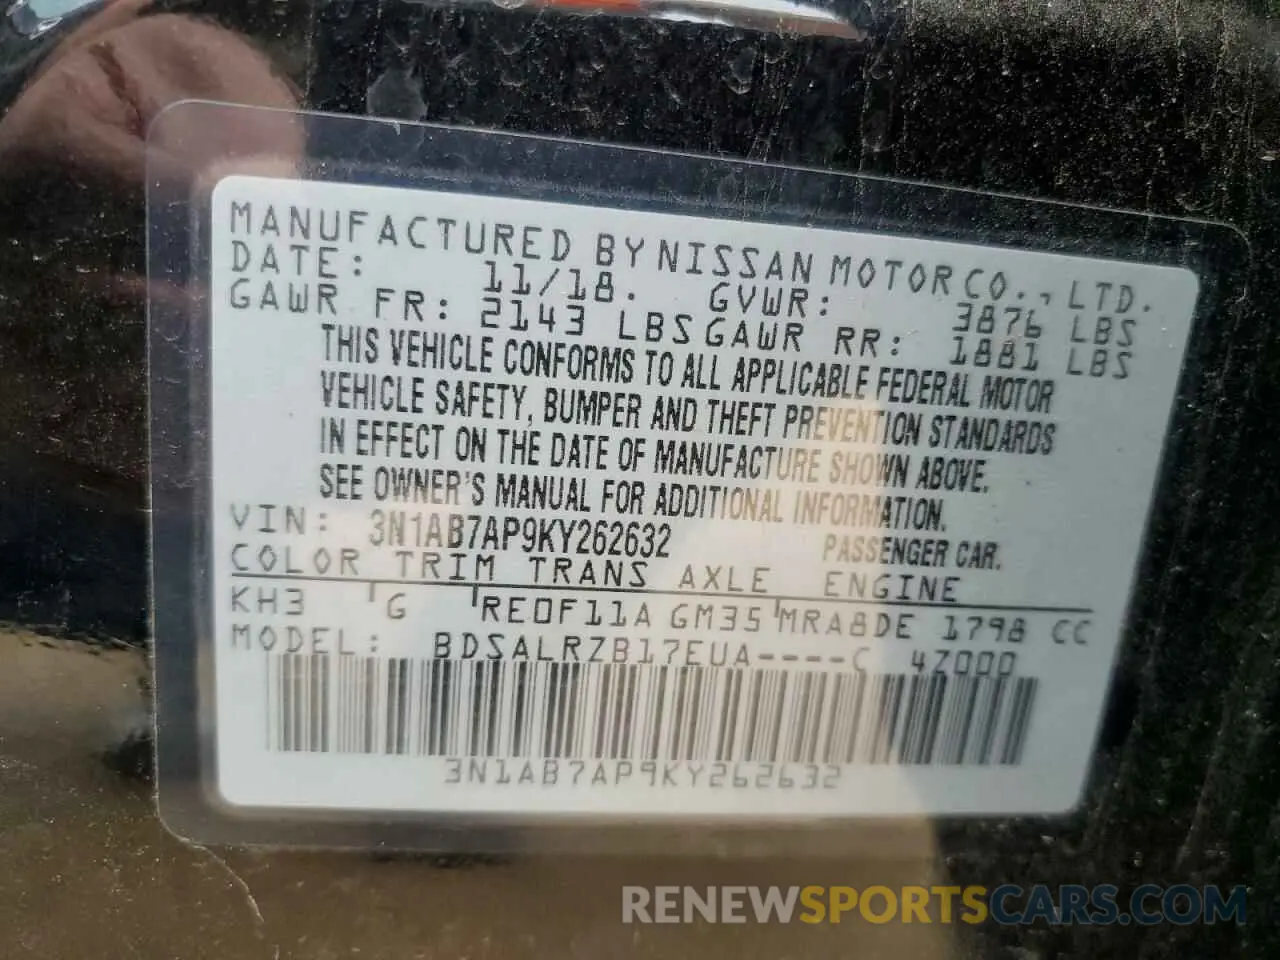 MANUFACTURED BY NISSAN MOTOR CO., LTD.
DATE: 11/18. GVWR: 3876 LBS
GAWR FR: 2143 LBS GAWR RR: 1881 LBS
THIS VEHICLE CONFORMS TO ALL APPLICABLE FEDERAL MOTOR
VEHICLE SAFETY, BUMPER AND THEFT PREVENTION STANDARDS
IN EFFECT ON THE DATE OF MANUFACTURE SHOWN ABOVE.
SEE OWNER'S MANUAL FOR ADDITIONAL INFORMATION.
VIN: 3N1AB7AP9KY262632 PASSENGER CAR.
COLOR TRIM TRANS AXLE ENGINE
KH3 G RE0F11A GM35 MRA8DE 1798 CC
MODEL: BDSALRZB17EUA----C 4Z000
3N1AB7AP9KY262632
RENEWSPORTSCARS.COM